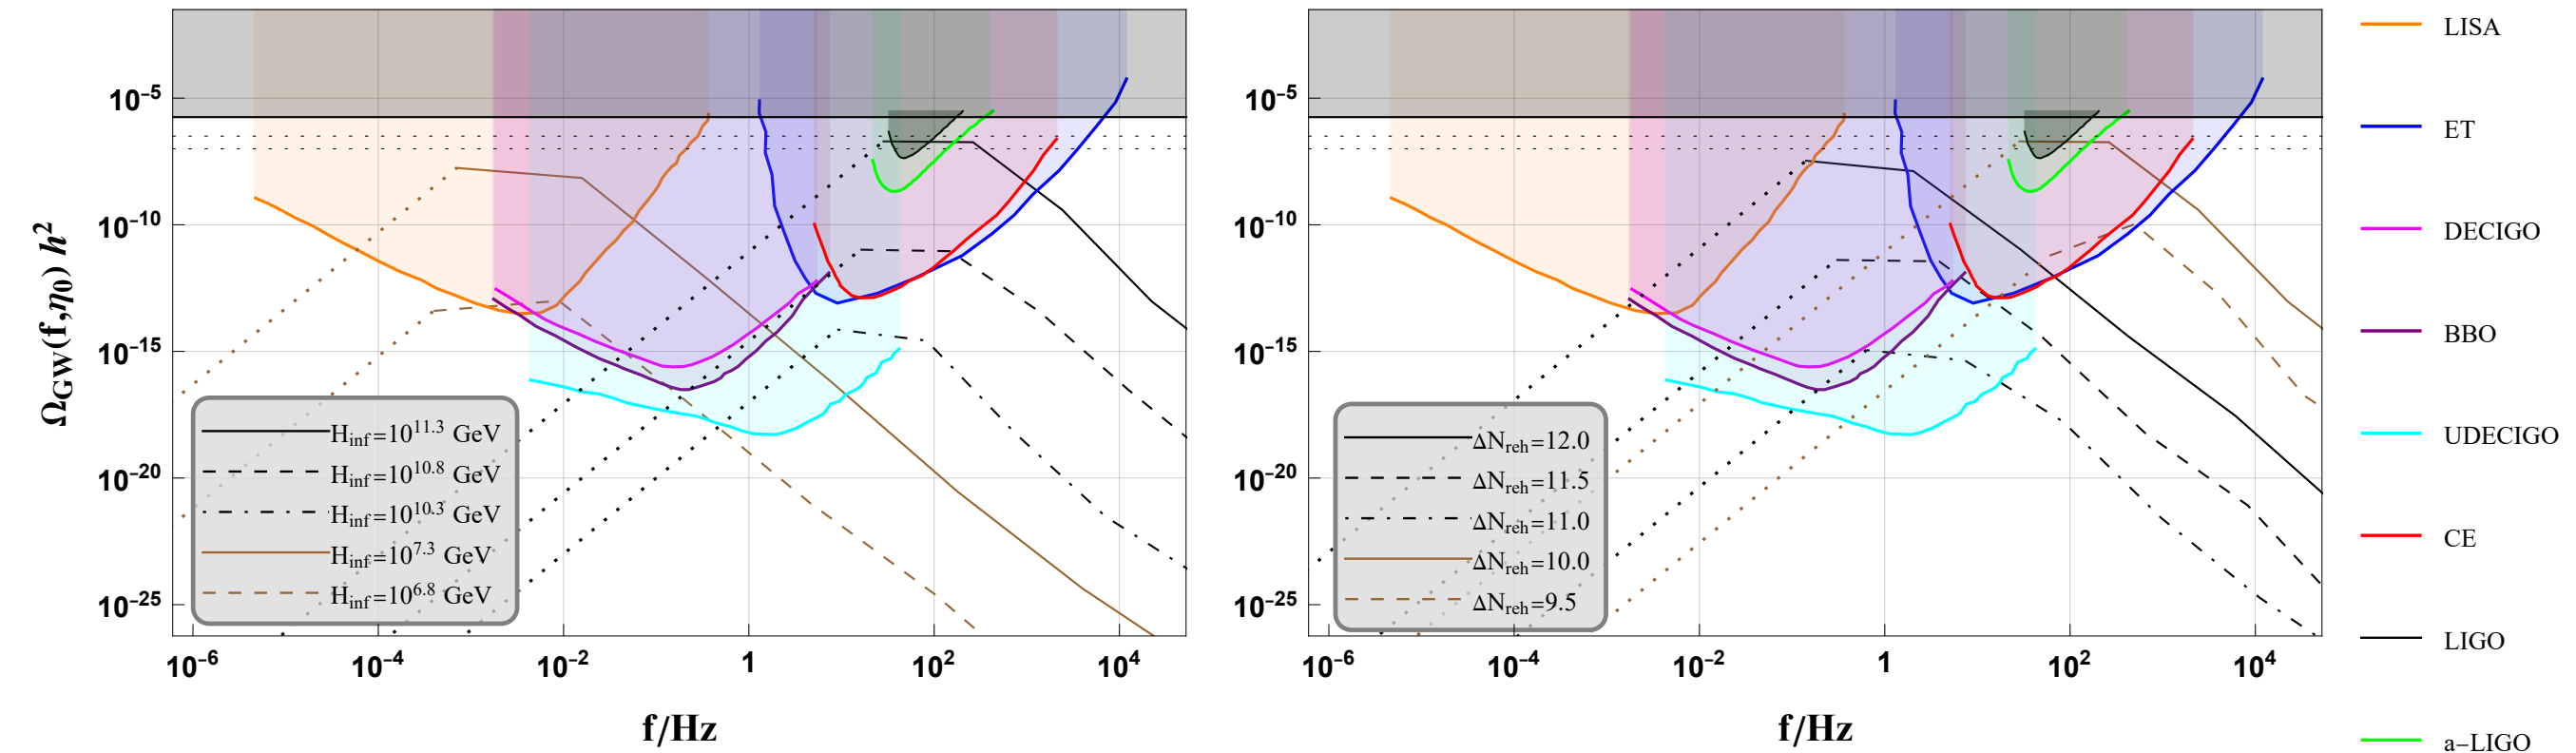 Ω_GW(f,η_0) h^2
10^-5
10^-10
10^-15
10^-20
10^-25
H_inf=10^11.3 GeV
H_inf=10^10.8 GeV
H_inf=10^10.3 GeV
H_inf=10^7.3 GeV
H_inf=10^6.8 GeV
10^-6 10^-4 10^-2 1 10^2 10^4
f/Hz
10^-5
10^-10
10^-15
10^-20
10^-25
ΔN_reh=12.0
ΔN_reh=11.5
ΔN_reh=11.0
ΔN_reh=10.0
ΔN_reh=9.5
10^-6 10^-4 10^-2 1 10^2 10^4
f/Hz
LISA
ET
DECIGO
BBO
UDECIGO
CE
LIGO
a-LIGO